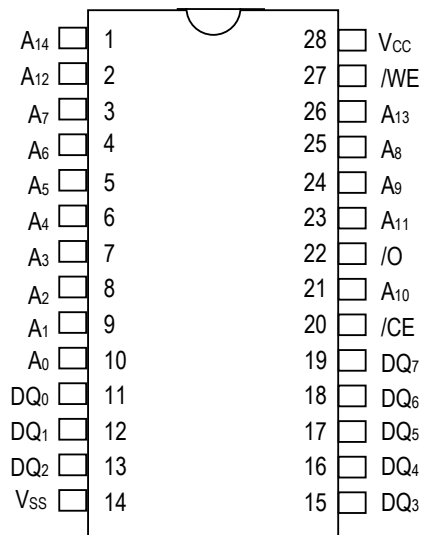 A14 1 28 VCC
A12 2 27 /WE
A7 3 26 A13
A6 4 25 A8
A5 5 24 A9
A4 6 23 A11
A3 7 22 /O
A2 8 21 A10
A1 9 20 /CE
A0 10 19 DQ7
DQ0 11 18 DQ6
DQ1 12 17 DQ5
DQ2 13 16 DQ4
VSS 14 15 DQ3